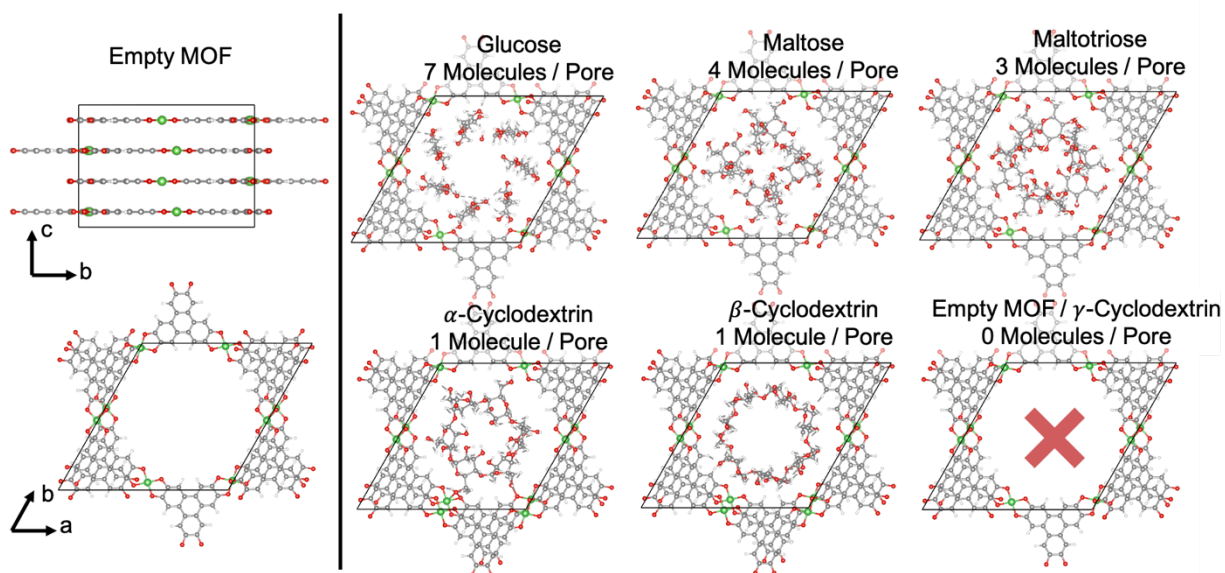 Empty MOF
c
b
b
a
Glucose
7 Molecules / Pore
Maltose
4 Molecules / Pore
Maltotriose
3 Molecules / Pore
α-Cyclodextrin
1 Molecule / Pore
β-Cyclodextrin
1 Molecule / Pore
Empty MOF / γ-Cyclodextrin
0 Molecules / Pore